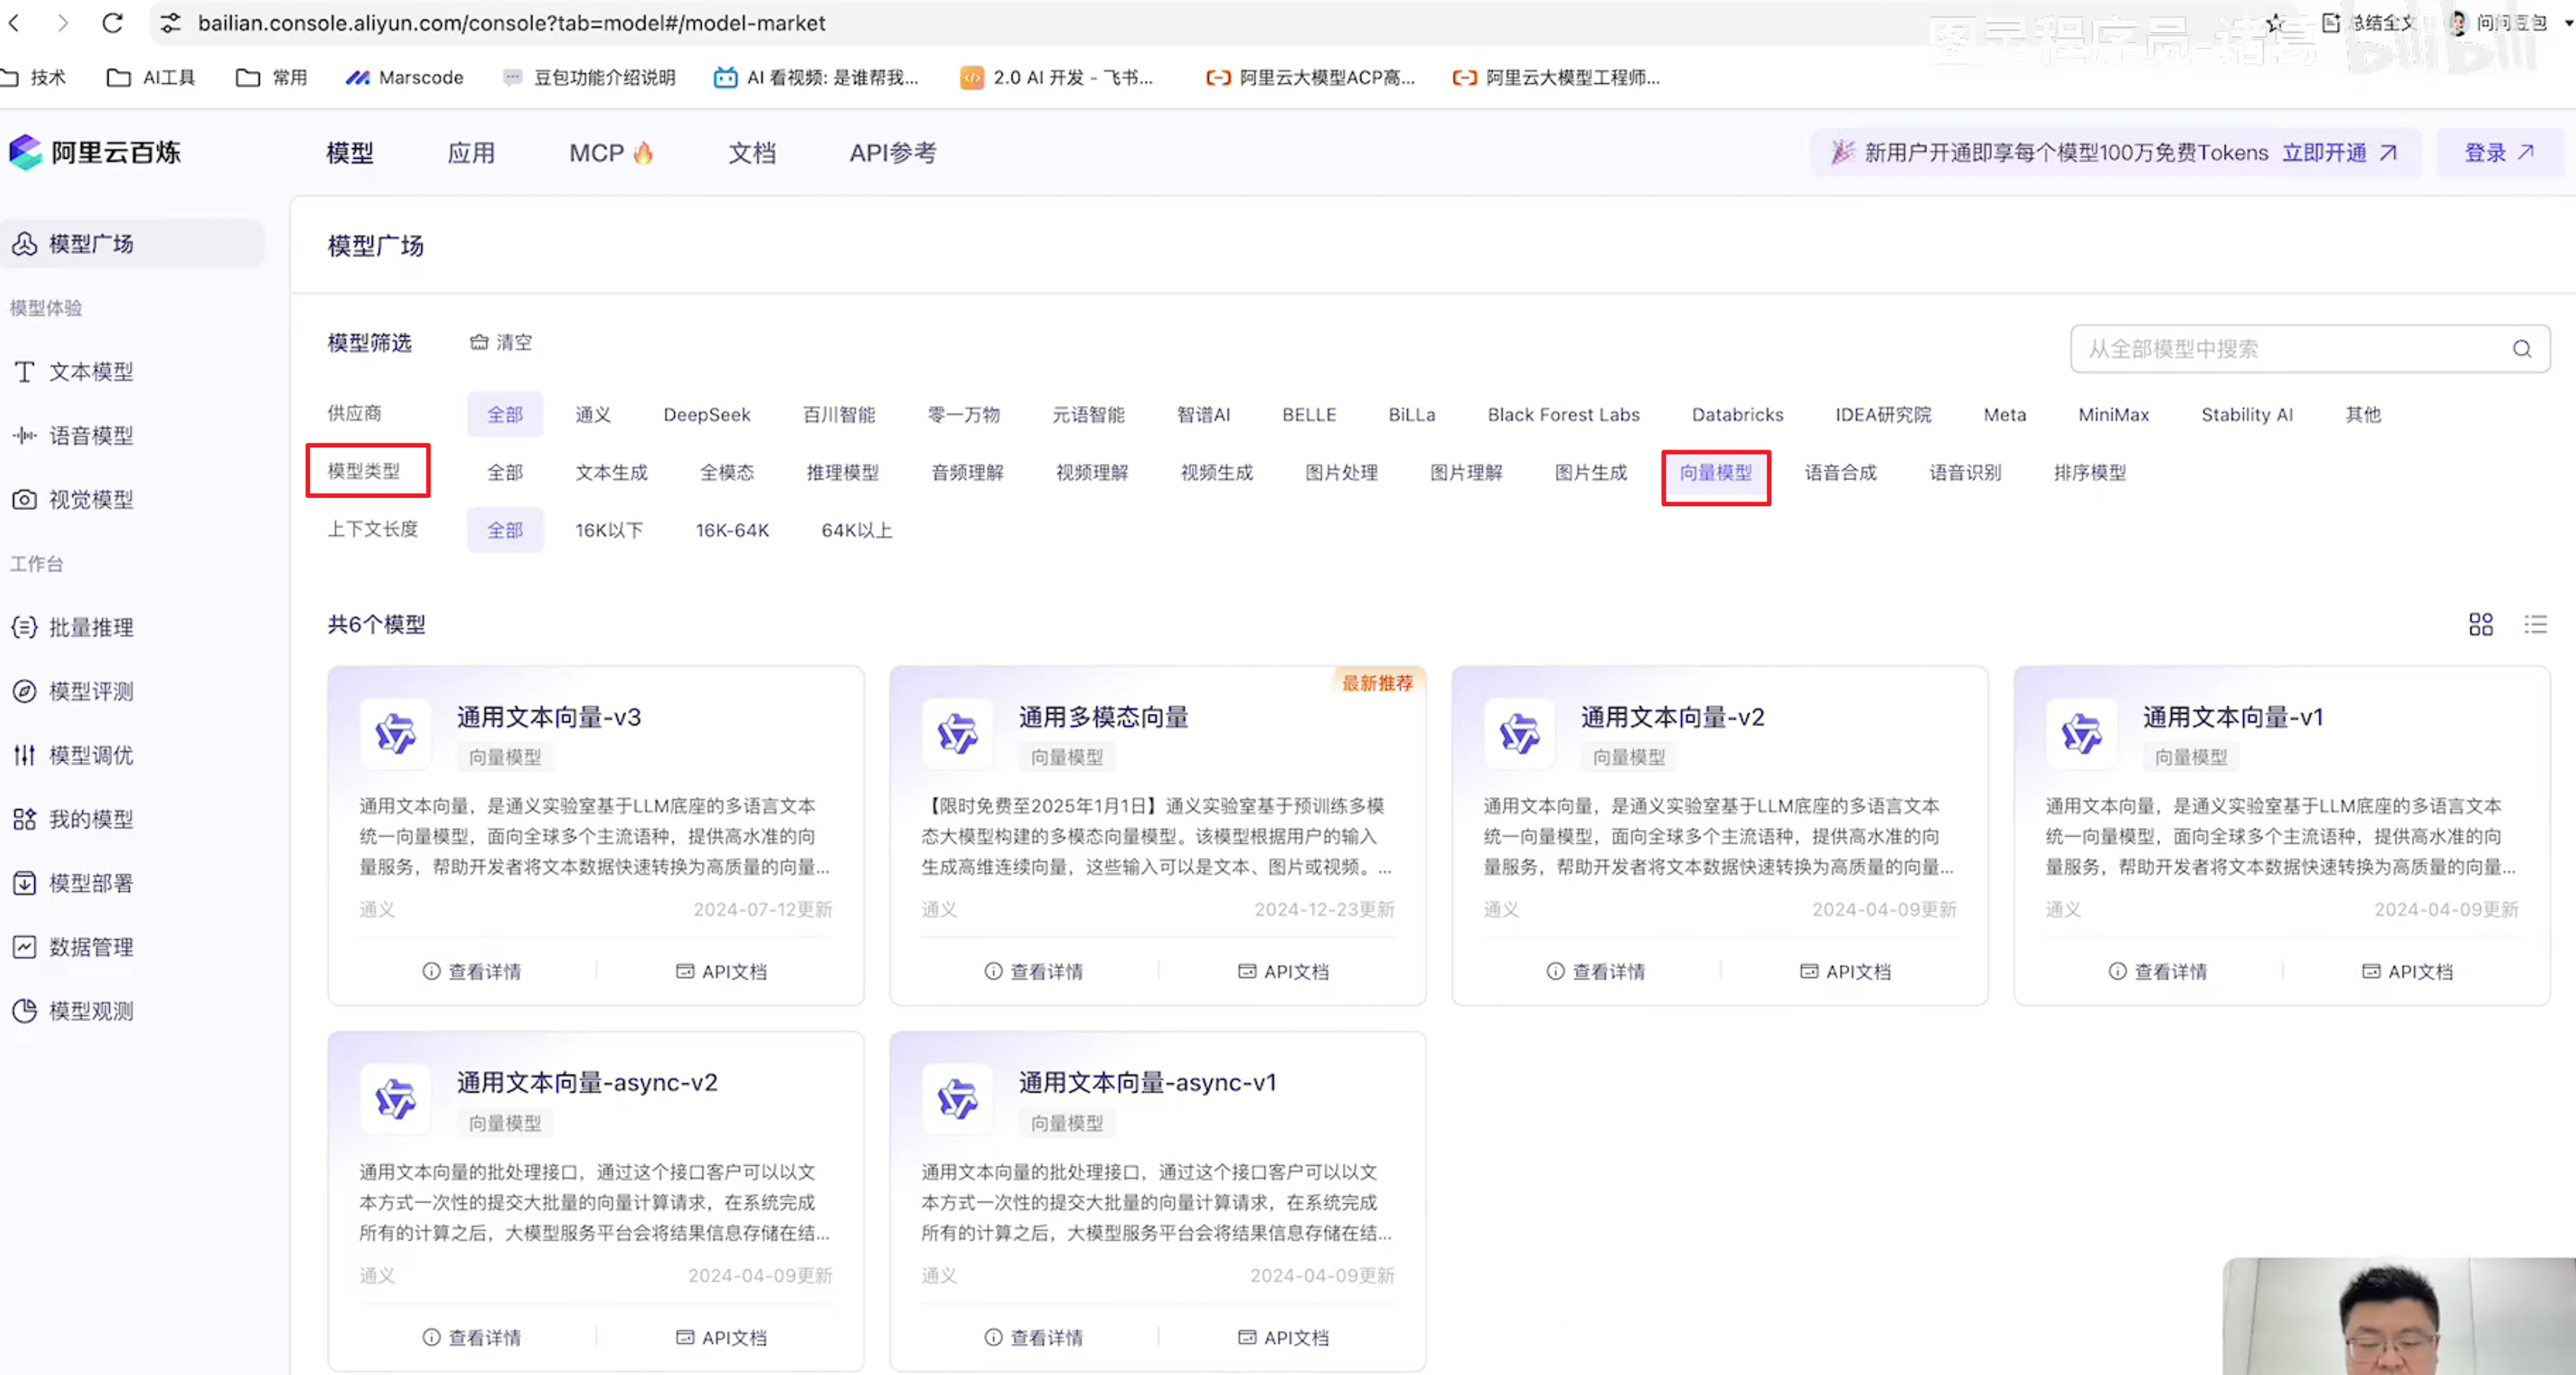 bailian.console.aliyun.com/console?tab=model#/model-market
总结全文
问问豆包
图灵程序员-诸葛
bilibili
技术
AI工具
常用
Marscode
豆包功能介绍说明
AI 看视频: 是谁帮我...
2.0 AI 开发 - 飞书...
阿里云大模型ACP高...
阿里云大模型工程师...
阿里云百炼
模型
应用
MCP
文档
API参考
新用户开通即享每个模型100万免费Tokens 立即开通
登录
模型广场
模型体验
文本模型
语音模型
视觉模型
工作台
批量推理
模型评测
模型调优
我的模型
模型部署
数据管理
模型观测
模型广场
模型筛选
清空
从全部模型中搜索
供应商 全部 通义 DeepSeek 百川智能 零一万物 元语智能 智谱AI BELLE BiLLa Black Forest Labs Databricks IDEA研究院 Meta MiniMax Stability AI 其他
模型类型 全部 文本生成 全模态 推理模型 音频理解 视频理解 视频生成 图片处理 图片理解 图片生成 向量模型 语音合成 语音识别 排序模型
上下文长度 全部 16K以下 16K-64K 64K以上
共6个模型
通用文本向量-v3
向量模型
通用文本向量，是通义实验室基于LLM底座的多语言文本
统一向量模型，面向全球多个主流语种，提供高水准的向
量服务，帮助开发者将文本数据快速转换为高质量的向量...
通义
2024-07-12更新
查看详情
API文档
最新推荐
通用多模态向量
向量模型
【限时免费至2025年1月1日】通义实验室基于预训练多模
态大模型构建的多模态向量模型。该模型根据用户的输入
生成高维连续向量，这些输入可以是文本、图片或视频。...
通义
2024-12-23更新
查看详情
API文档
通用文本向量-v2
向量模型
通用文本向量，是通义实验室基于LLM底座的多语言文本
统一向量模型，面向全球多个主流语种，提供高水准的向
量服务，帮助开发者将文本数据快速转换为高质量的向量...
通义
2024-04-09更新
查看详情
API文档
通用文本向量-v1
向量模型
通用文本向量，是通义实验室基于LLM底座的多语言文本
统一向量模型，面向全球多个主流语种，提供高水准的向
量服务，帮助开发者将文本数据快速转换为高质量的向量...
通义
2024-04-09更新
查看详情
API文档
通用文本向量-async-v2
向量模型
通用文本向量的批处理接口，通过这个接口客户可以以文
本方式一次性的提交大批量的向量计算请求，在系统完成
所有的计算之后，大模型服务平台会将结果信息存储在结...
通义
2024-04-09更新
查看详情
API文档
通用文本向量-async-v1
向量模型
通用文本向量的批处理接口，通过这个接口客户可以以文
本方式一次性的提交大批量的向量计算请求，在系统完成
所有的计算之后，大模型服务平台会将结果信息存储在结...
通义
2024-04-09更新
查看详情
API文档